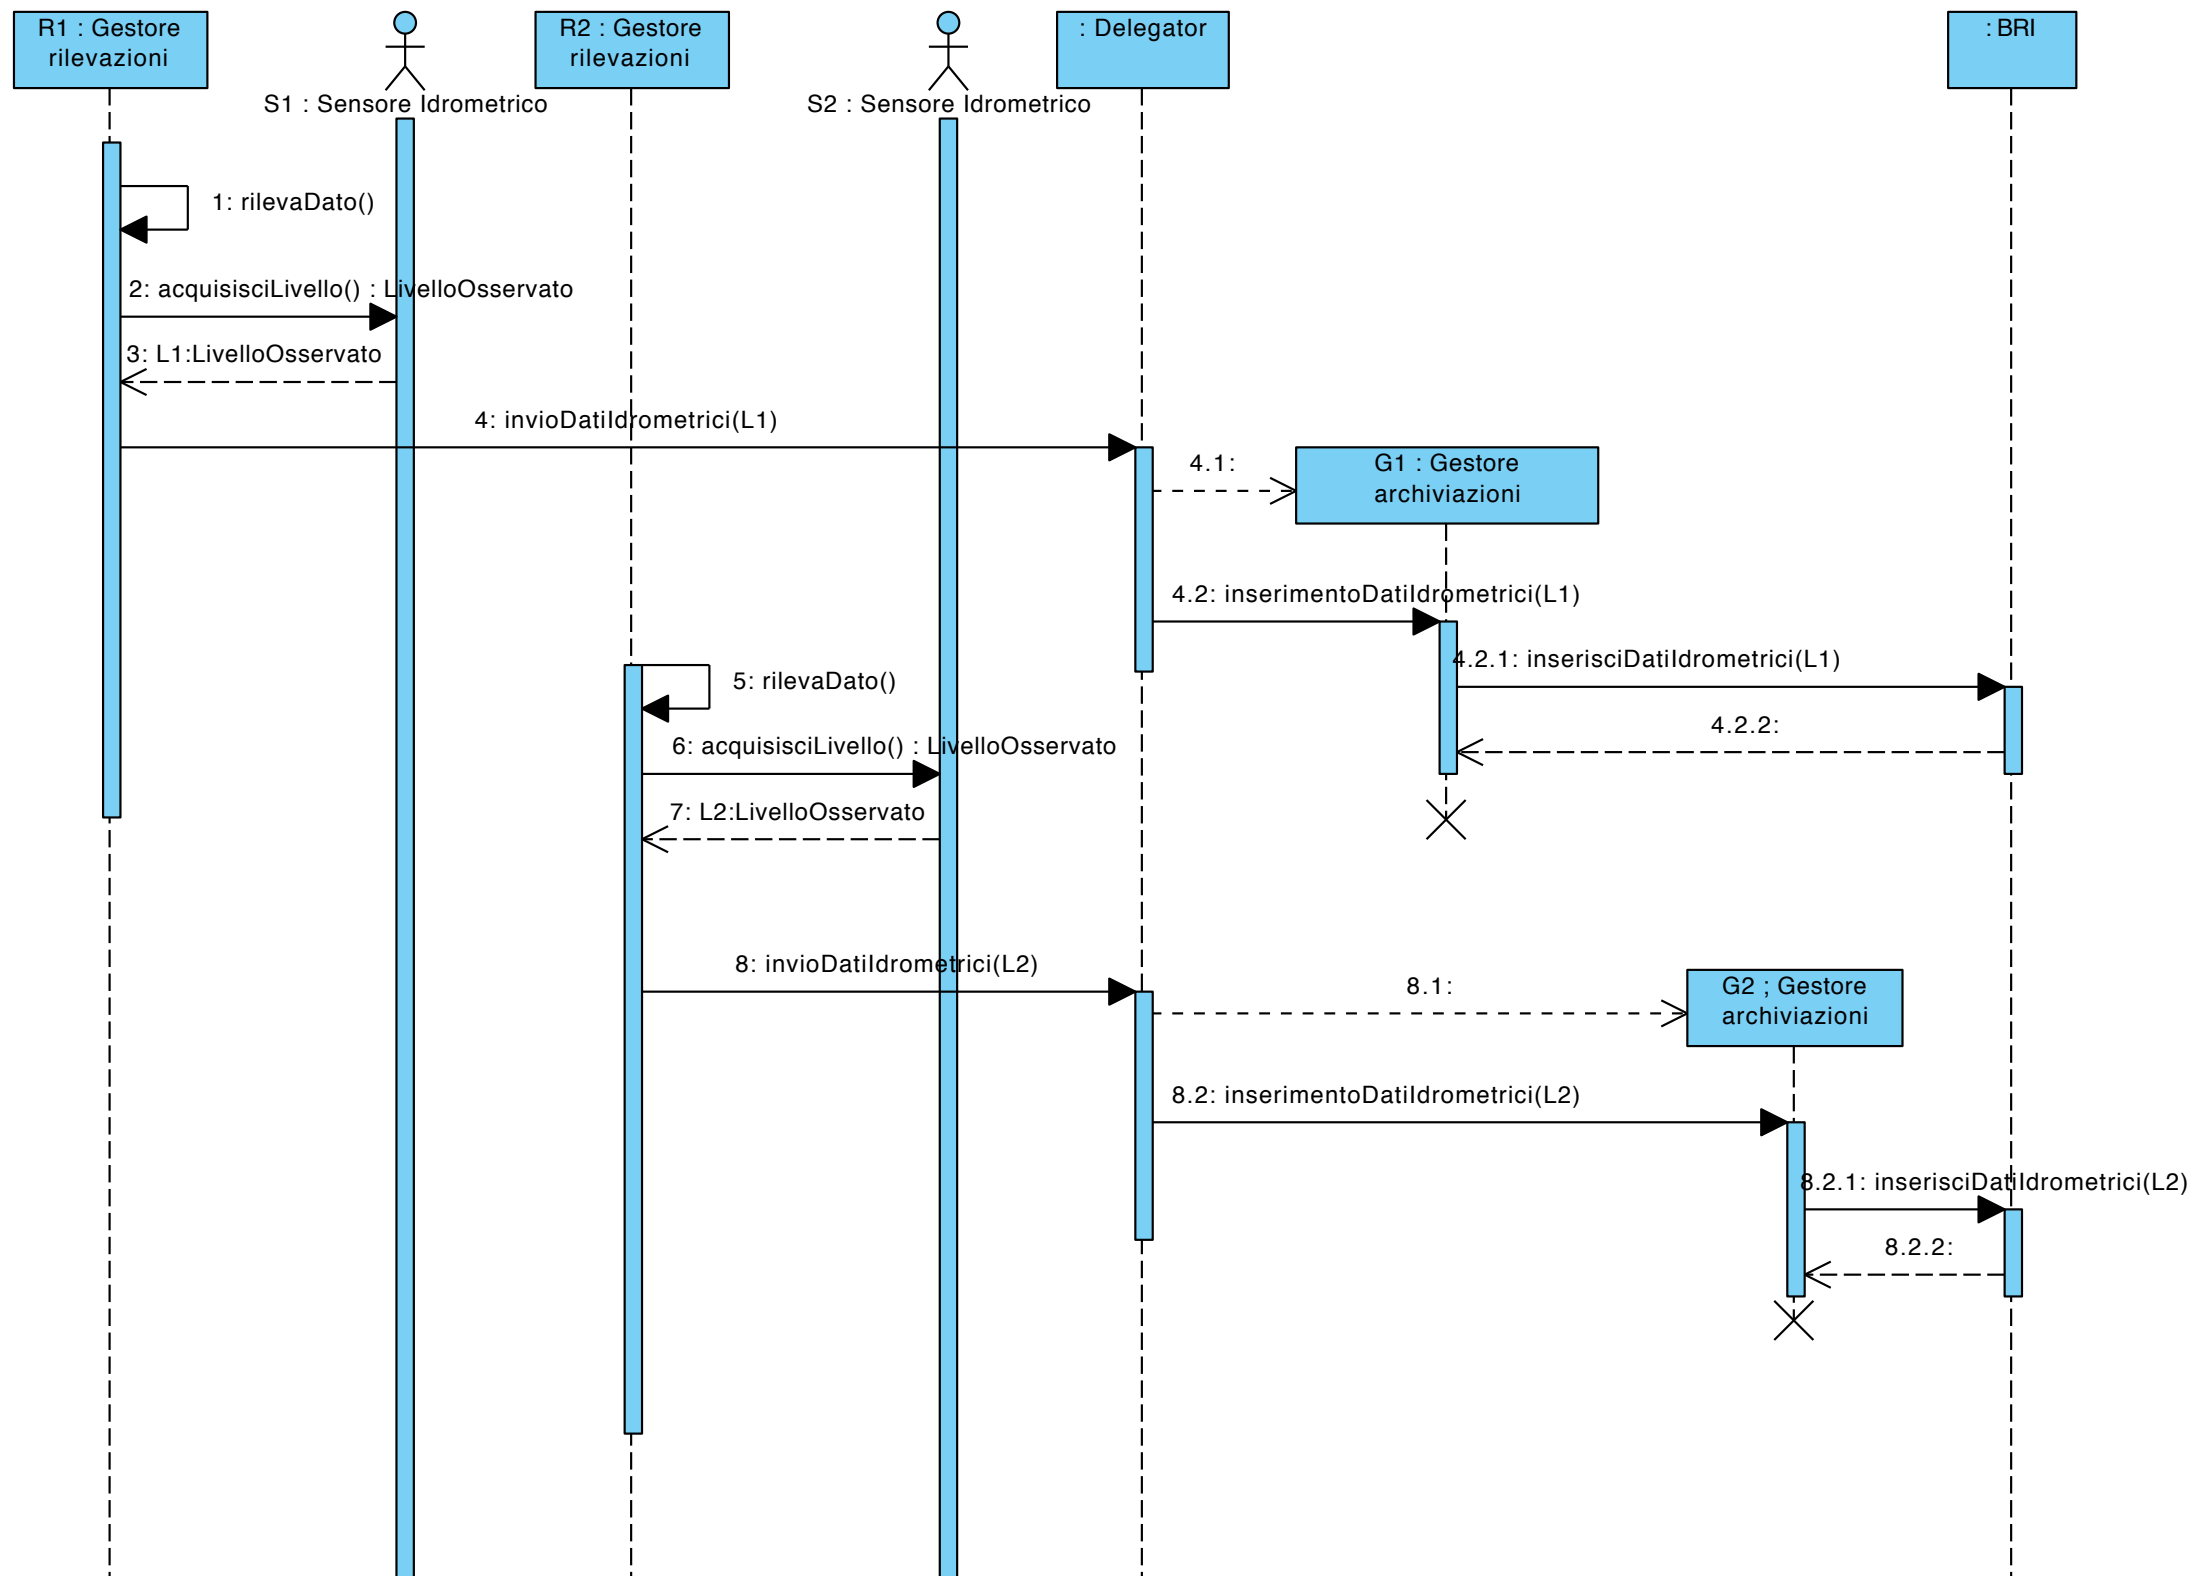 R1 : Gestore
rilevazioni
S1 : Sensore Idrometrico
R2 : Gestore
rilevazioni
S2 : Sensore Idrometrico
: Delegator
: BRI
1: rilevaDato()
2: acquisisciLivello() : LivelloOsservato
3: L1:LivelloOsservato
4: invioDatiIdrometrici(L1)
4.1:
G1 : Gestore
archiviazioni
4.2: inserimentoDatiIdrometrici(L1)
4.2.1: inserisciDatiIdrometrici(L1)
5: rilevaDato()
4.2.2:
6: acquisisciLivello() : LivelloOsservato
7: L2:LivelloOsservato
8: invioDatiIdrometrici(L2)
8.1:
G2 ; Gestore
archiviazioni
8.2: inserimentoDatiIdrometrici(L2)
8.2.1: inserisciDatiIdrometrici(L2)
8.2.2: